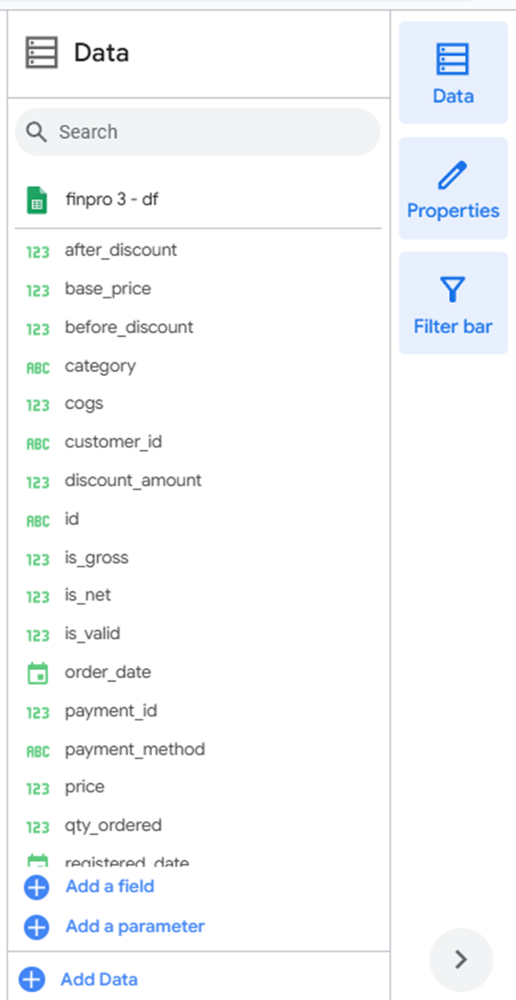 Data
Search
finpro 3 - df
123 after_discount
123 base_price
123 before_discount
ABC category
123 cogs
ABC customer_id
123 discount_amount
ABC id
123 is_gross
123 is_net
123 is_valid
order_date
123 payment_id
ABC payment_method
123 price
123 qty_ordered
registered_date
Add a field
Add a parameter
Add Data
Data
Properties
Filter bar